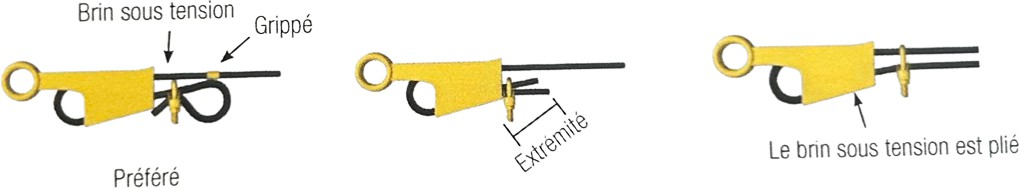 Brin sous tension
Grippé
Préféré
Extrémité
Le brin sous tension est plié